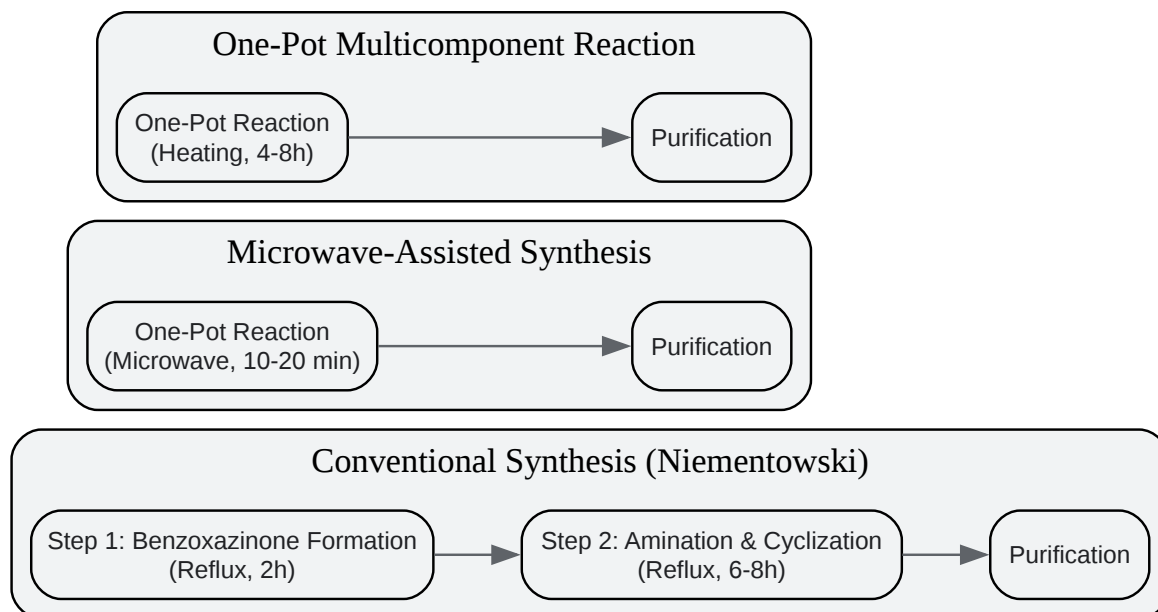 One-Pot Multicomponent Reaction
One-Pot Reaction
(Heating, 4-8h)
Purification
Microwave-Assisted Synthesis
One-Pot Reaction
(Microwave, 10-20 min)
Purification
Conventional Synthesis (Niementowski)
Step 1: Benzoxazinone Formation
(Reflux, 2h)
Step 2: Amination & Cyclization
(Reflux, 6-8h)
Purification